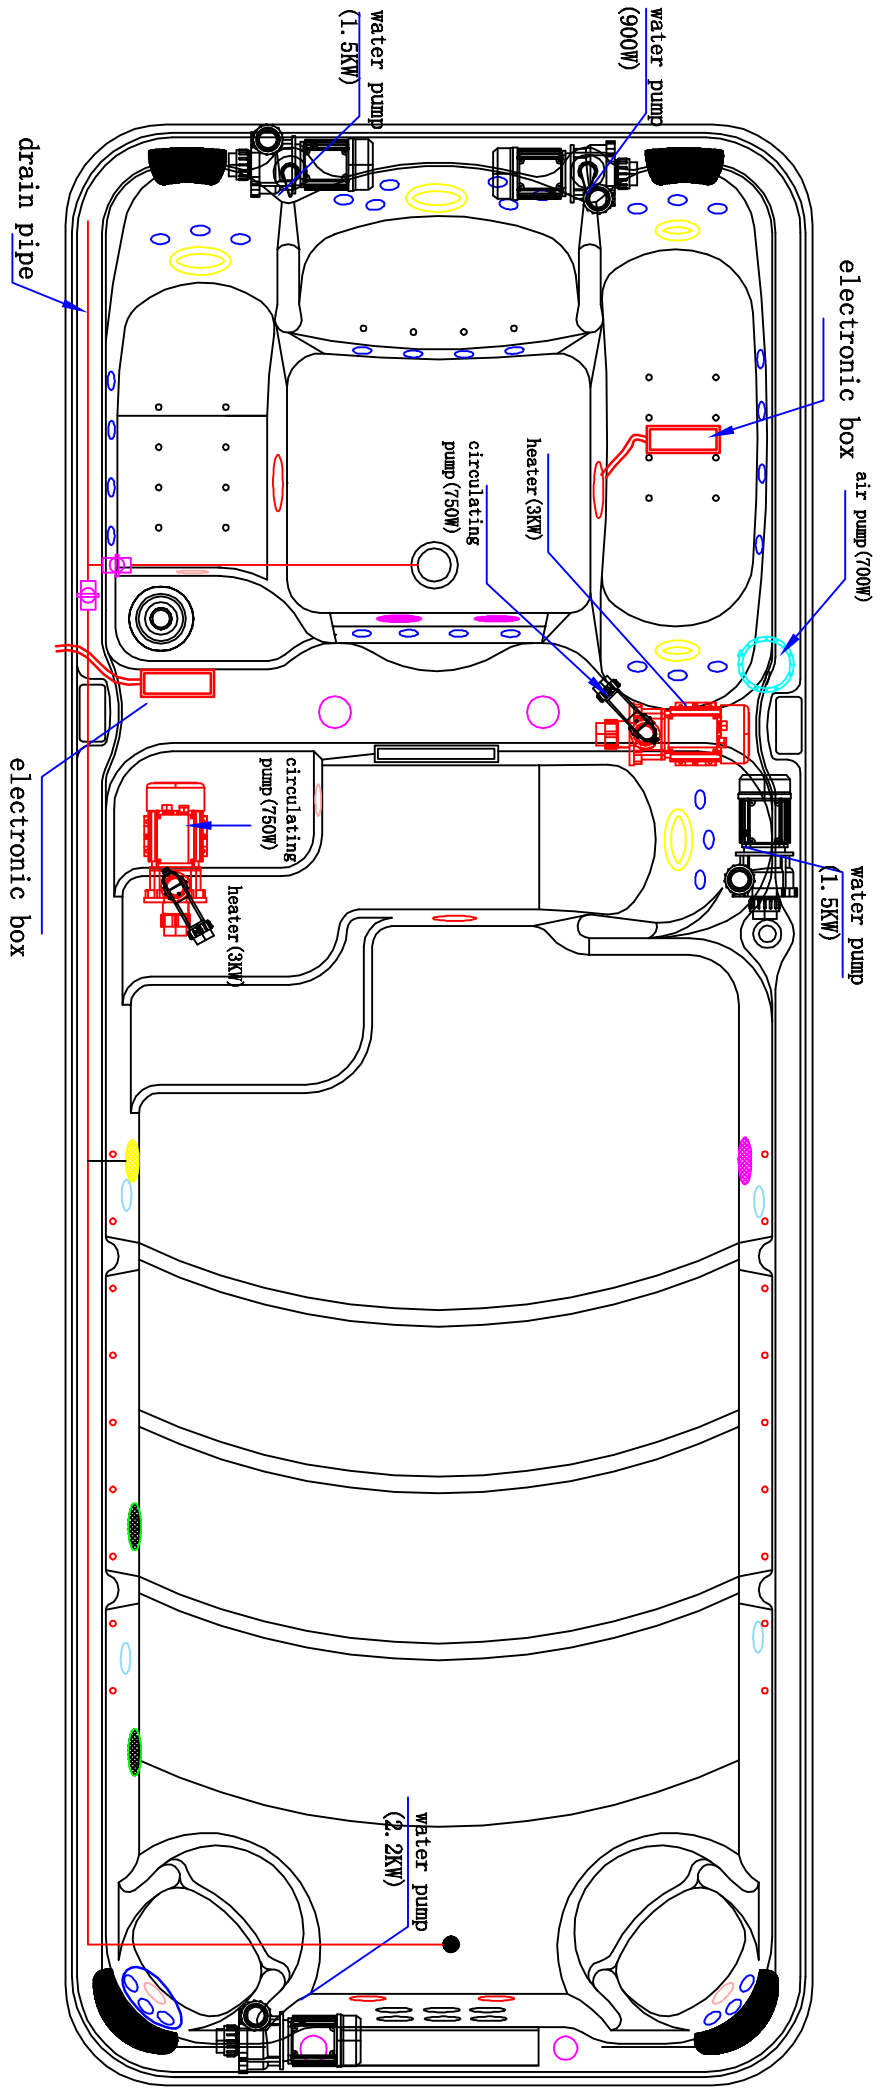 water pump
(1.5KW)
water pump
(900W)
drain pipe
electronic box
air pump(700W)
heater(3KW)
circulating
pump(750W)
electronic box
circulating
pump(750W)
heater(3KW)
water pump
(1.5KW)
water pump
(2.2KW)